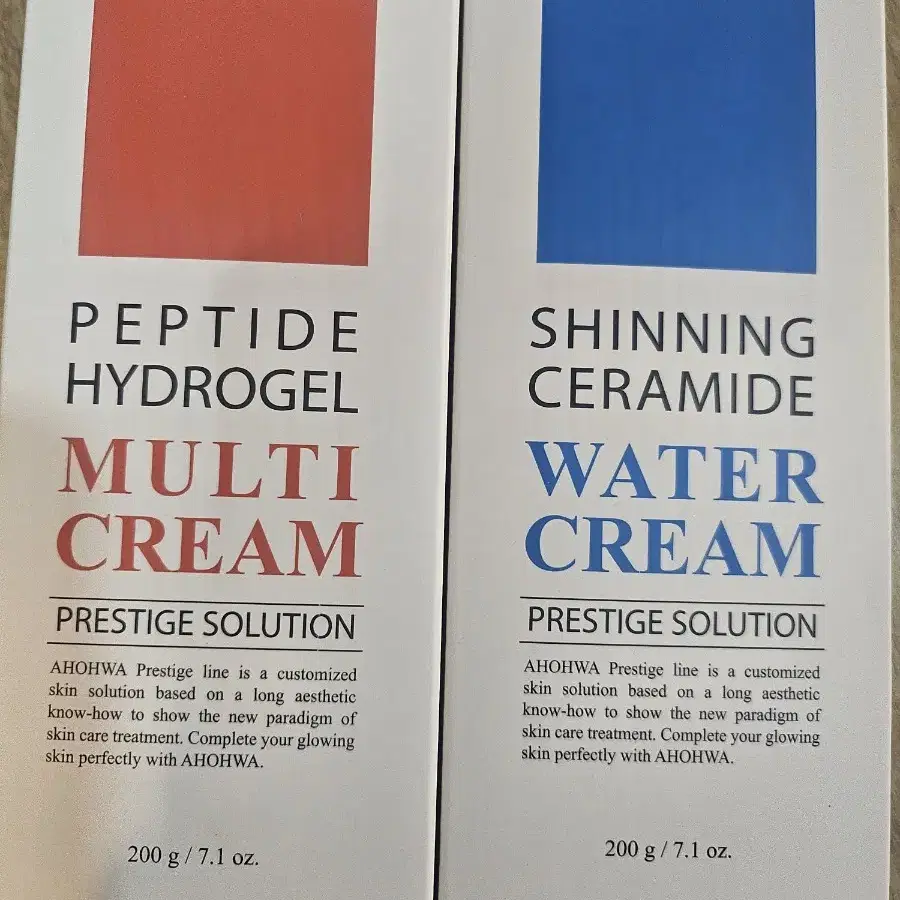 PEPTIDE
HYDROGEL
MULTI
CREAM
PRESTIGE SOLUTION
AHOHWA Prestige line is a customized
skin solution based on a long aesthetic
know-how to show the new paradigm of
skin care treatment. Complete your glowing
skin perfectly with AHOHWA.
200 g / 7.1 oz.
SHINNING
CERAMIDE
WATER
CREAM
PRESTIGE SOLUTION
AHOHWA Prestige line is a customized
skin solution based on a long aesthetic
know-how to show the new paradigm of
skin care treatment. Complete your glowing
skin perfectly with AHOHWA.
200 g / 7.1 oz.